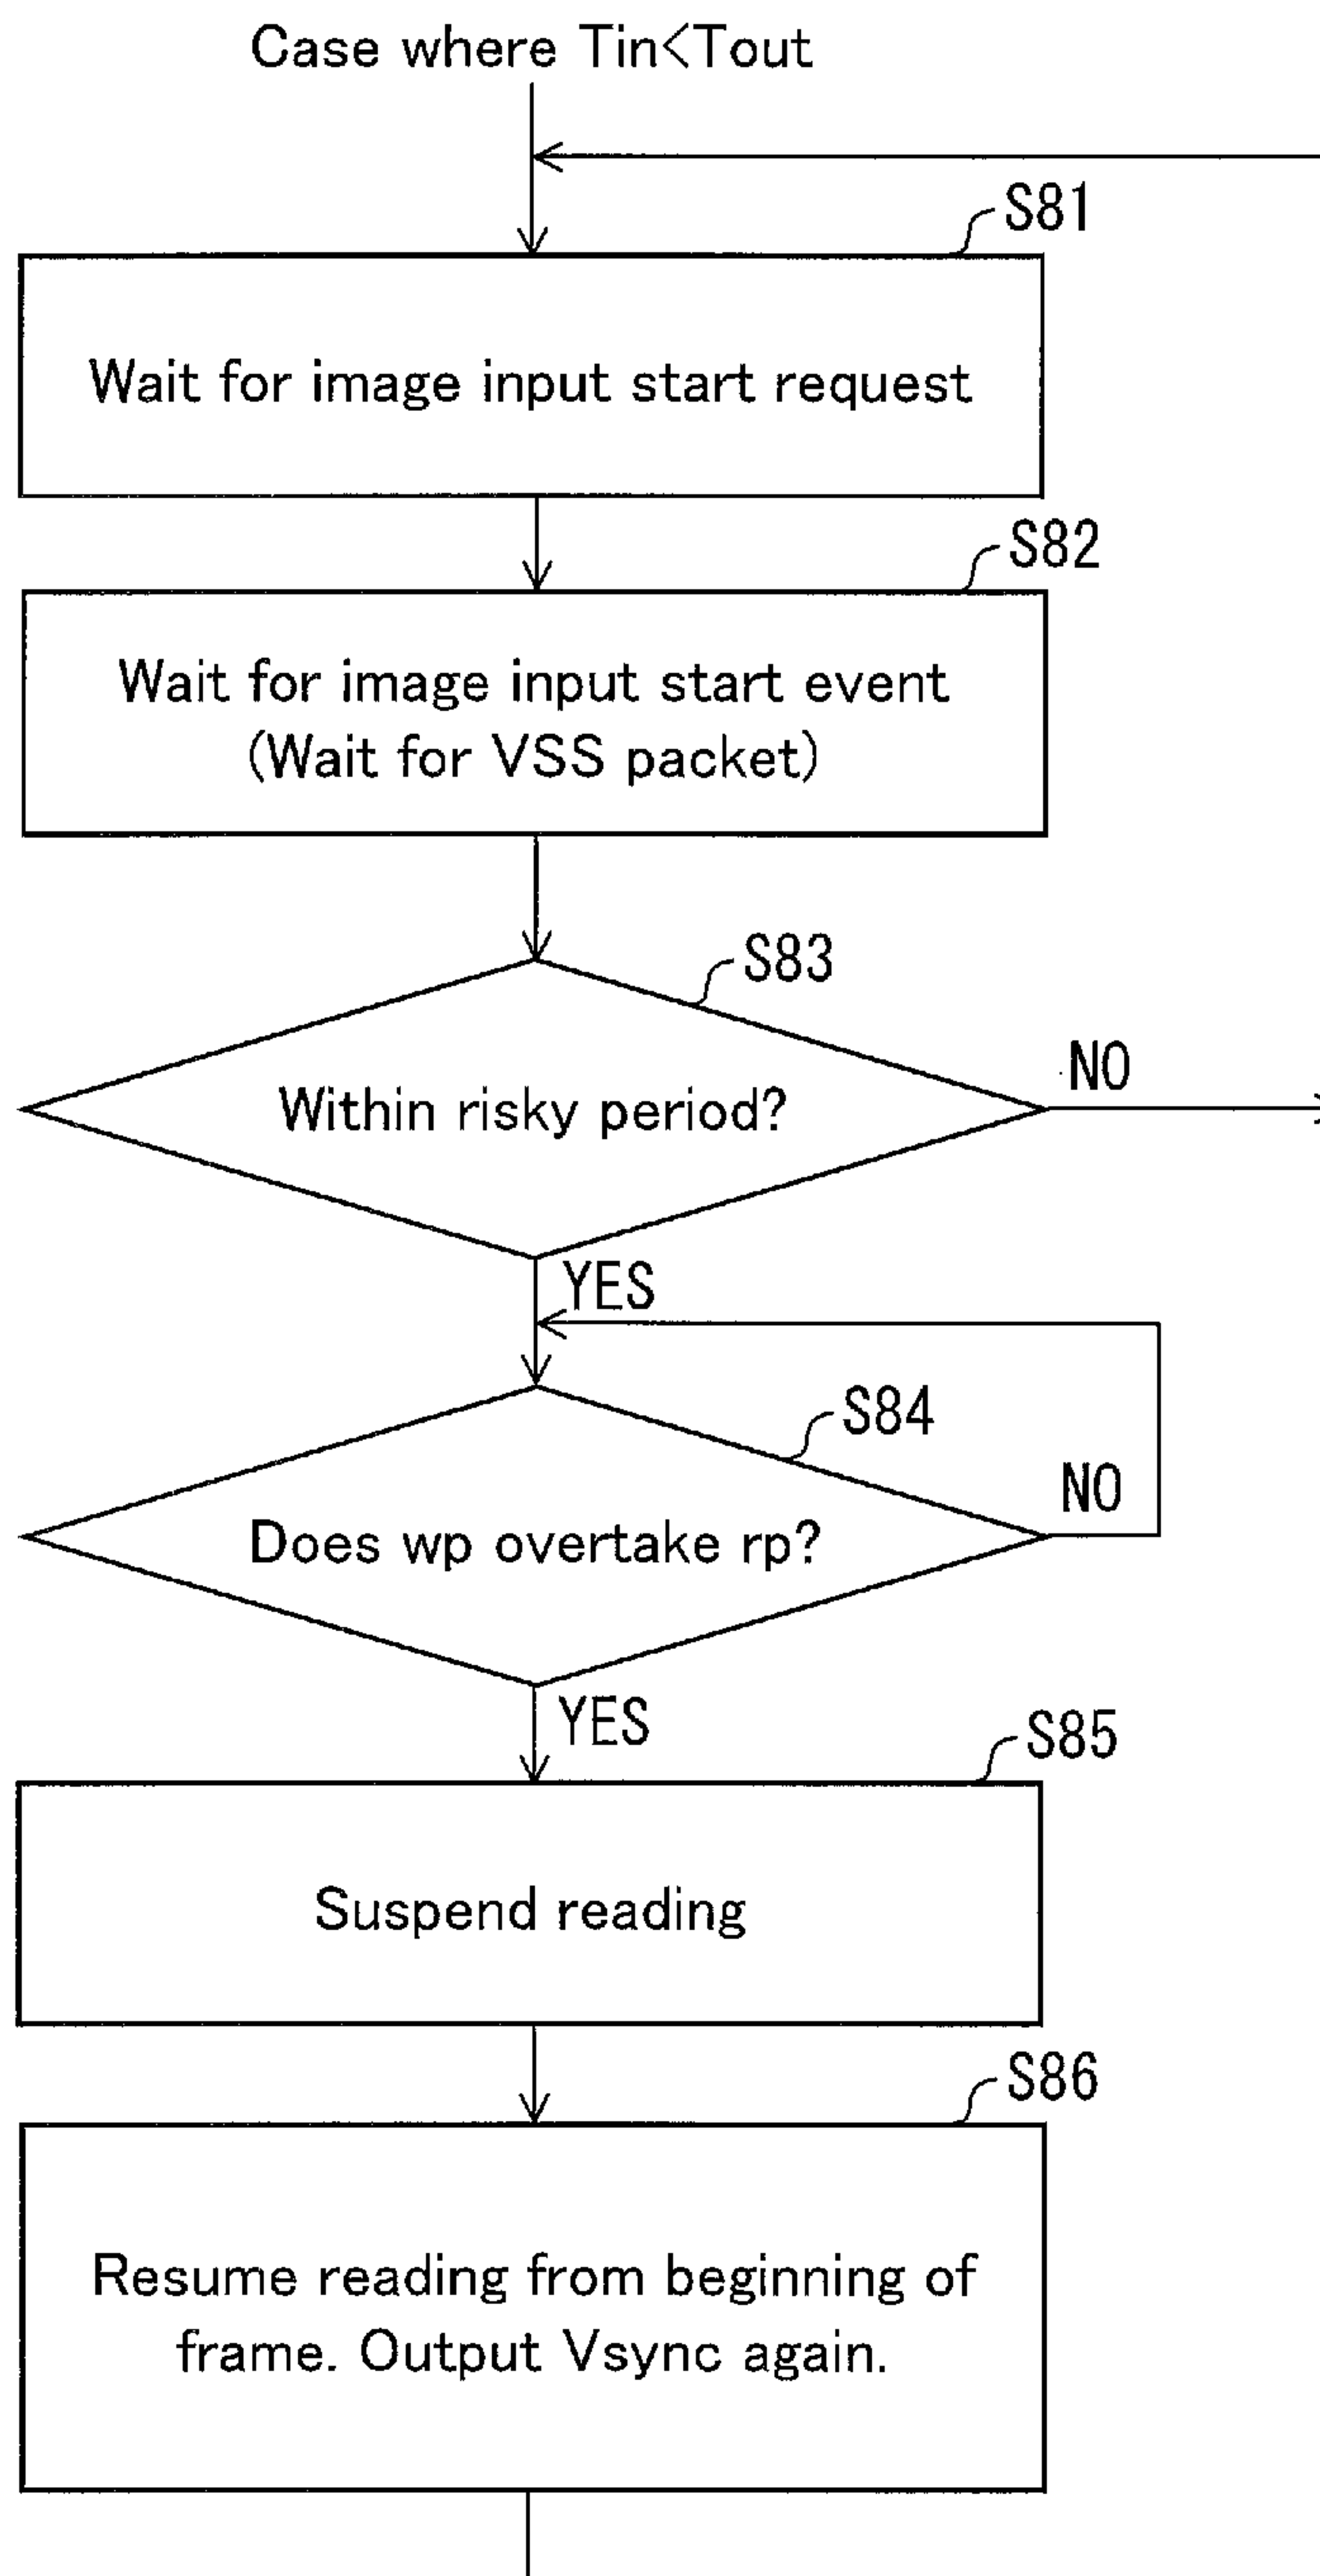 Case where Tin<Tout
S81
Wait for image input start request
S82
Wait for image input start event
(Wait for VSS packet)
S83
Within risky period?
NO
YES
S84
Does wp overtake rp?
NO
YES
S85
Suspend reading
S86
Resume reading from beginning of
frame. Output Vsync again.